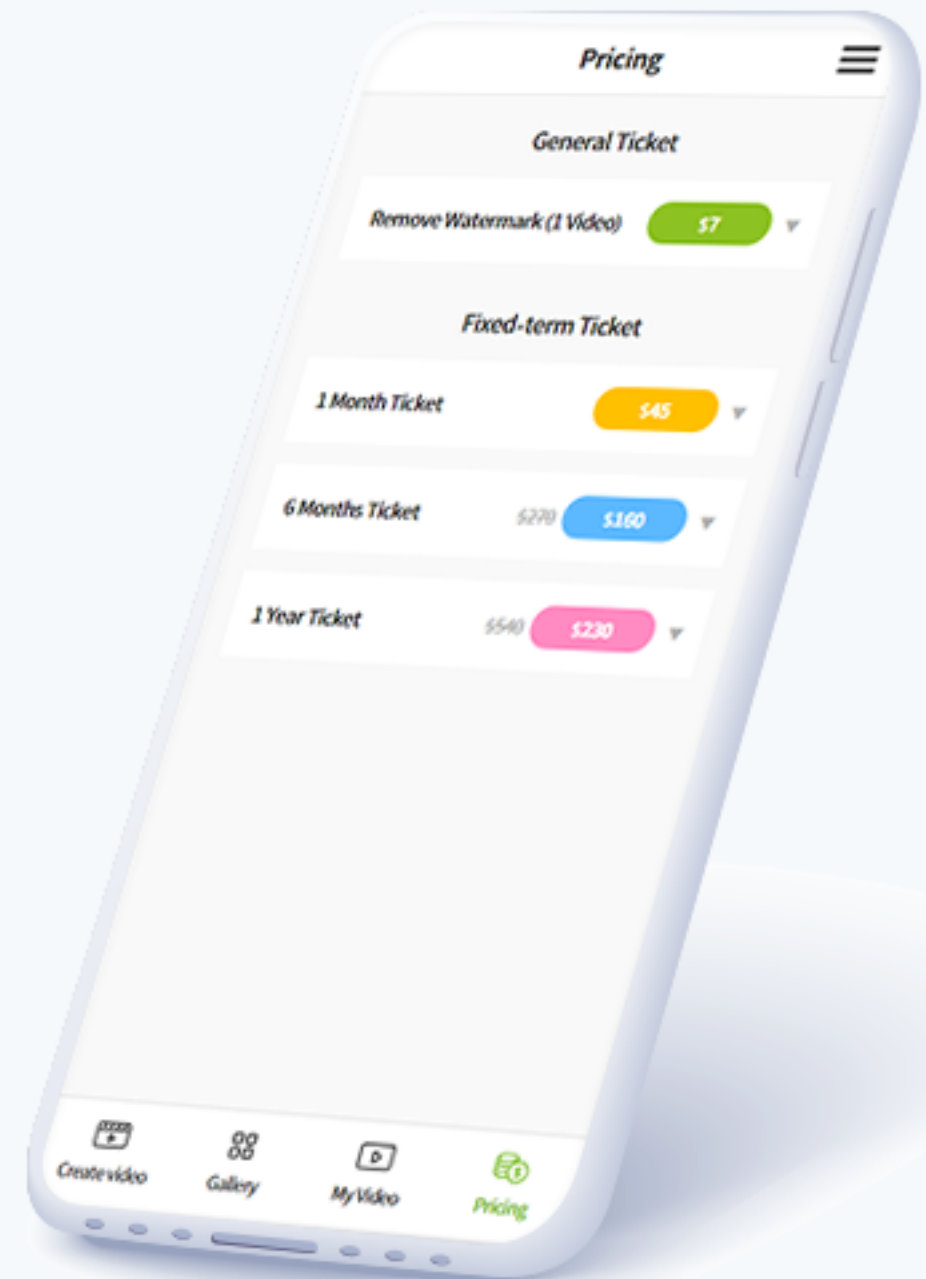 Pricing
General Ticket
Remove Watermark (1 Video) $7
Fixed-term Ticket
1 Month Ticket $45
6 Months Ticket $270 $160
1 Year Ticket $540 $230
Create video Gallery My Video Pricing